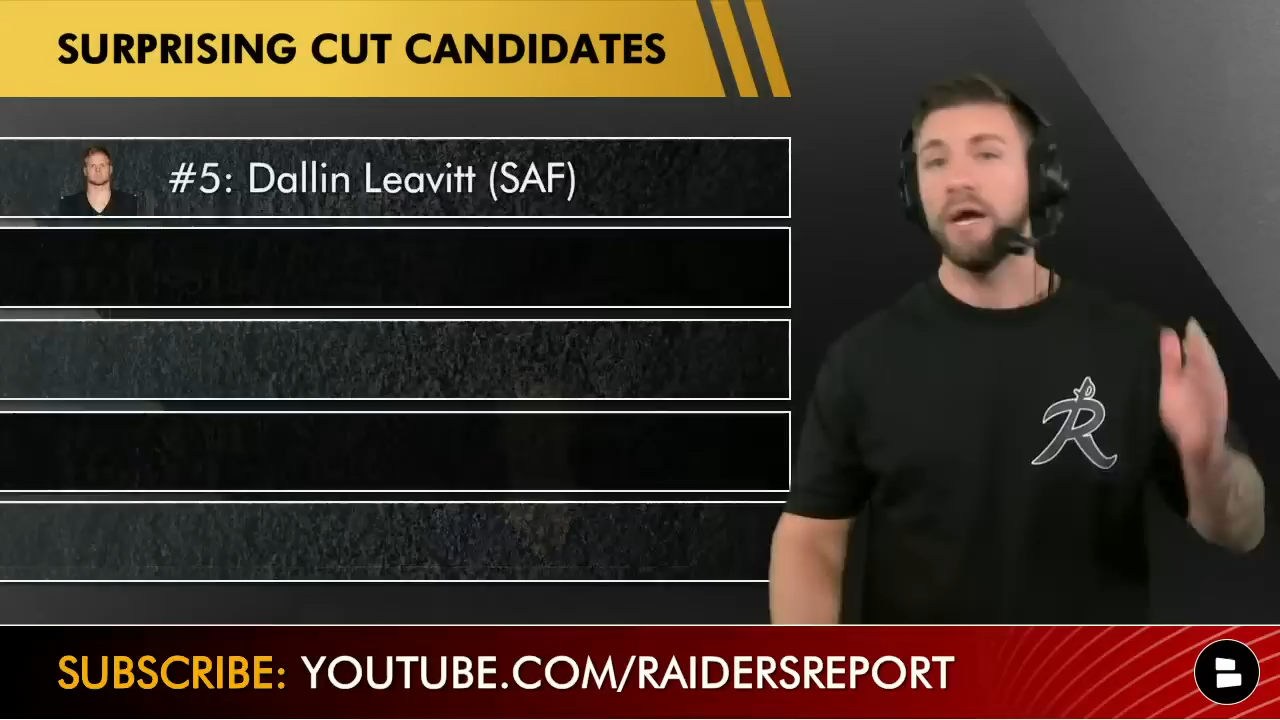 SURPRISING CUT CANDIDATES
#5: Dallin Leavitt (SAF)
R
SUBSCRIBE: YOUTUBE.COM/RAIDERSREPORT